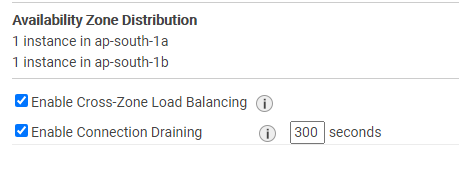 Availability Zone Distribution
1 instance in ap-south-1a
1 instance in ap-south-1b
Enable Cross-Zone Load Balancing i
Enable Connection Draining i 300 seconds